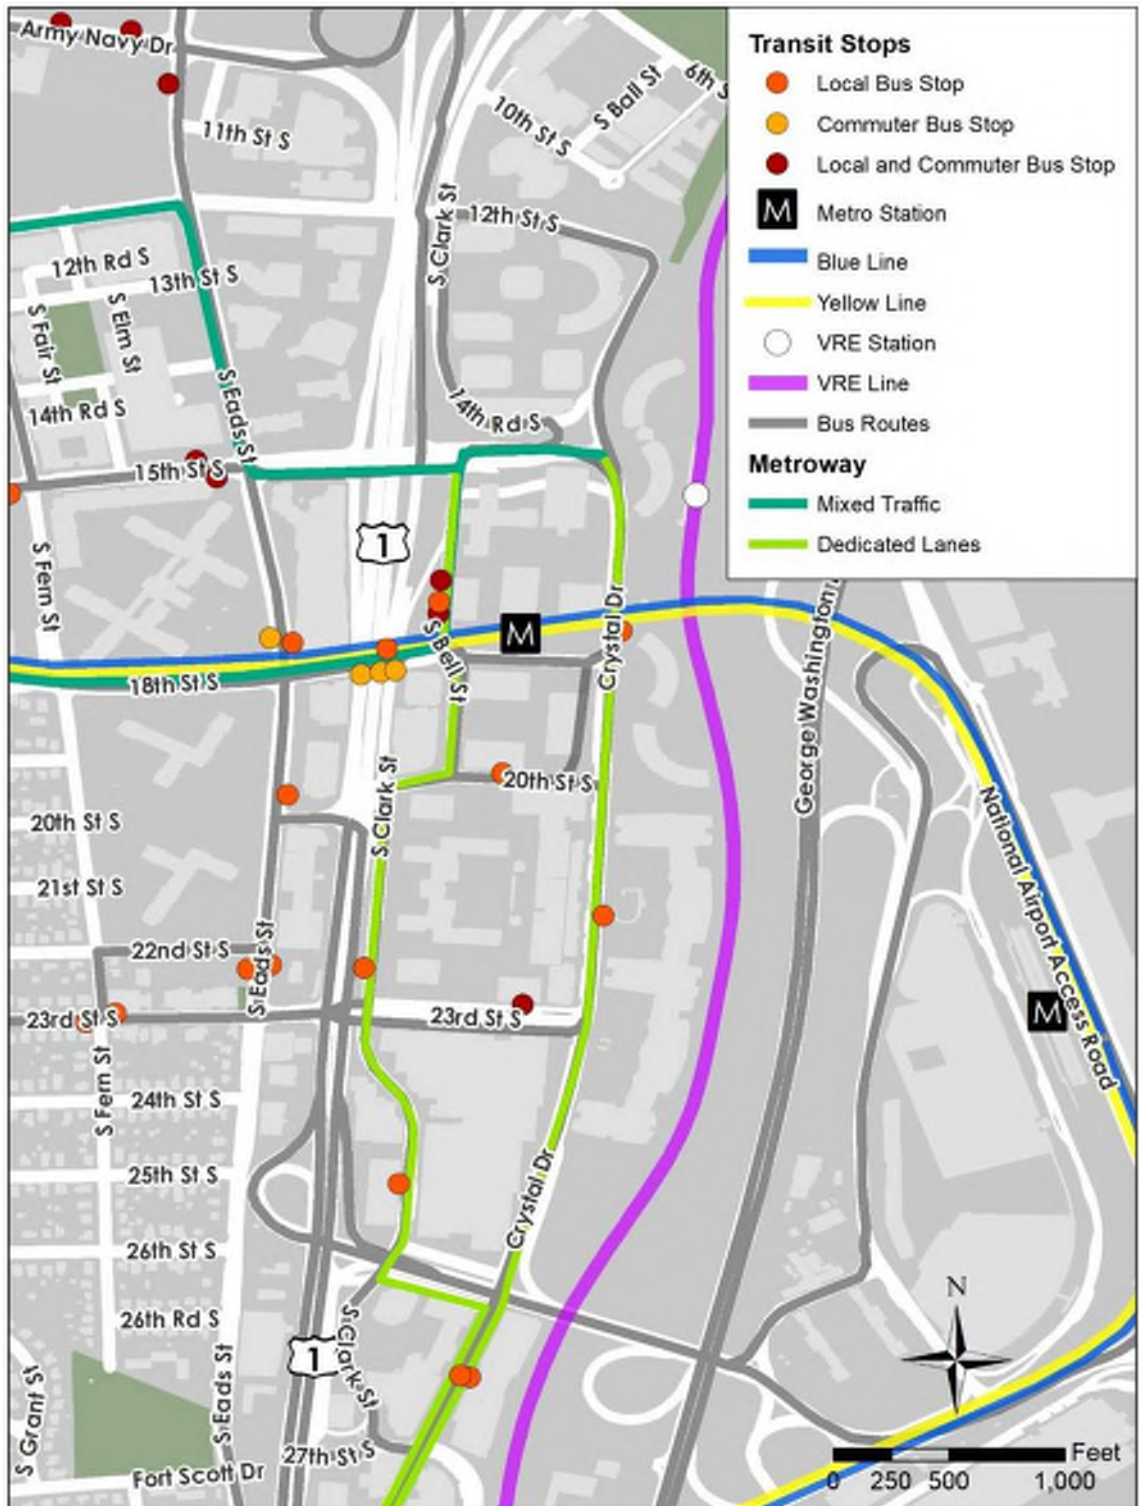 Army Navy Dr
11th St S
10th St S
S Ball St
6th S
Transit Stops
Local Bus Stop
Commuter Bus Stop
Local and Commuter Bus Stop
M Metro Station
Blue Line
Yellow Line
VRE Station
VRE Line
Bus Routes
Metroway
Mixed Traffic
Dedicated Lanes
S Clark St
12th St S
12th Rd S
13th St S
S Fair St
S Elm St
14th Rd S
S Eads St
14th Rd S
15th St S
1
S Fern St
M
S Bell St
Crystal Dr
18th St S
George Washington
S Clark St
20th St S
20th St S
21st St S
National Airport Access Road
22nd St S
S Eads St
23rd St S
23rd St S
M
S Fern St
24th St S
25th St S
Crystal Dr
26th St S
26th Rd S
N
1
S Clark St
S Eads St
S Grant St
27th St S
Fort Scott Dr
Feet
0 250 500 1,000